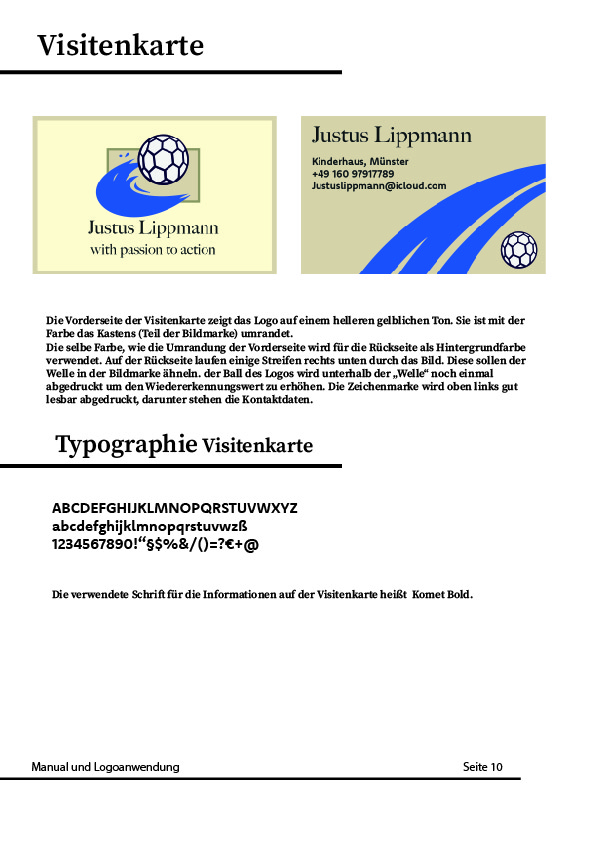 Visitenkarte
Justus Lippmann
with passion to action
Justus Lippmann
Kinderhaus, Münster
+49 160 97917789
Justuslippmann@icloud.com
Die Vorderseite der Visitenkarte zeigt das Logo auf einem helleren gelblichen Ton. Sie ist mit der
Farbe das Kastens (Teil der Bildmarke) umrandet.
Die selbe Farbe, wie die Umrandung der Vorderseite wird für die Rückseite als Hintergrundfarbe
verwendet. Auf der Rückseite laufen einige Streifen rechts unten durch das Bild. Diese sollen der
Welle in der Bildmarke ähneln. der Ball des Logos wird unterhalb der „Welle“ noch einmal
abgedruckt um den Wiedererkennungswert zu erhöhen. Die Zeichenmarke wird oben links gut
lesbar abgedruckt, darunter stehen die Kontaktdaten.
Typographie Visitenkarte
ABCDEFGHIJKLMNOPQRSTUVWXYZ
abcdefghijklmnopqrstuvwzß
1234567890!“§$%&/()=?€+@
Die verwendete Schrift für die Informationen auf der Visitenkarte heißt Komet Bold.
Manual und Logoanwendung
Seite 10